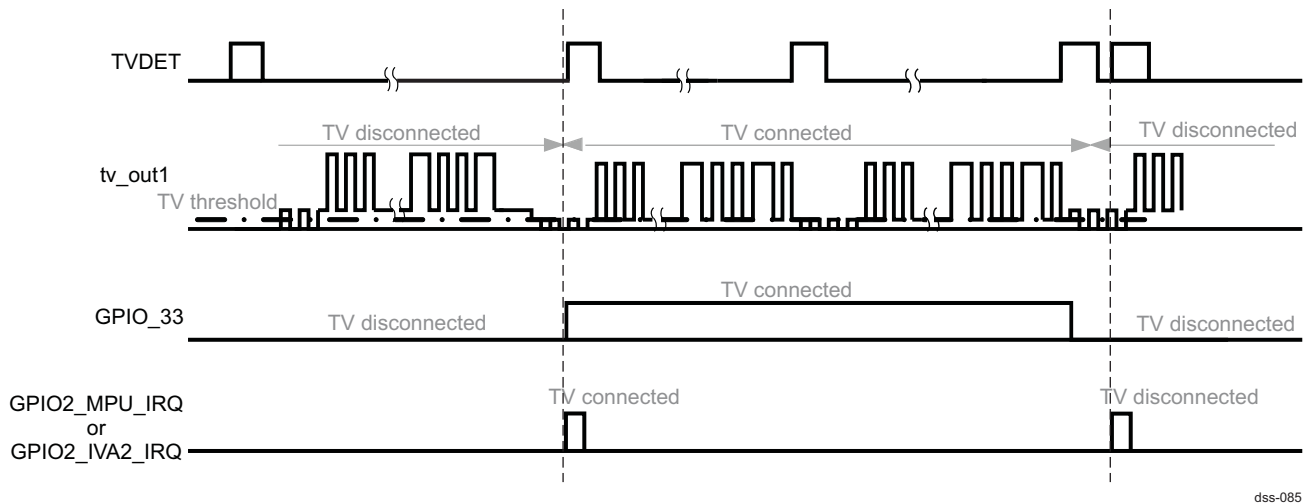 TVDET
TV disconnected
TV connected
TV disconnected
tv_out1
TV threshold
TV connected
GPIO_33
TV disconnected
TV disconnected
TV connected
TV disconnected
GPIO2_MPU_IRQ
or
GPIO2_IVA2_IRQ
dss-085